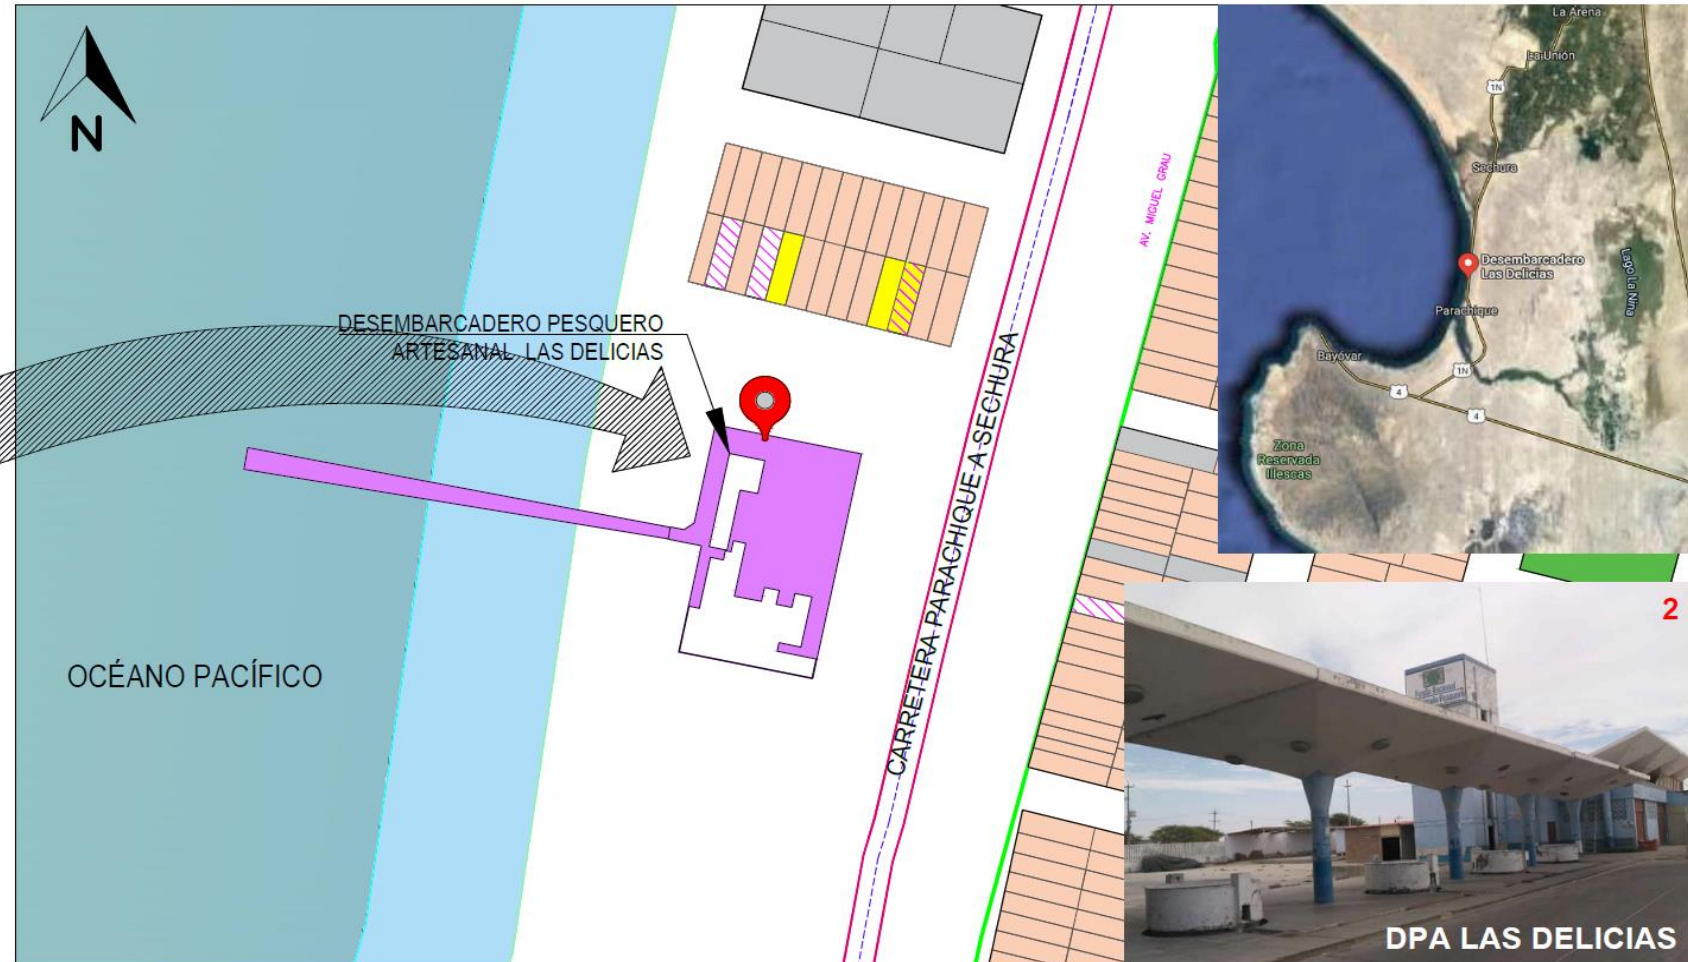 N
DESEMBARCADERO PESQUERO
ARTESANAL LAS DELICIAS
OCÉANO PACÍFICO
CARRETERA PARACHIQUE A SECHURA
AV. MIGUEL GRAU
La Arena
La Unión
1N
Sechura
Desembarcadero
Las Delicias
Lago La Niña
Parachique
Bayóvar
1N
4
4
Zona
Reservada
Illescas
2
DPA LAS DELICIAS